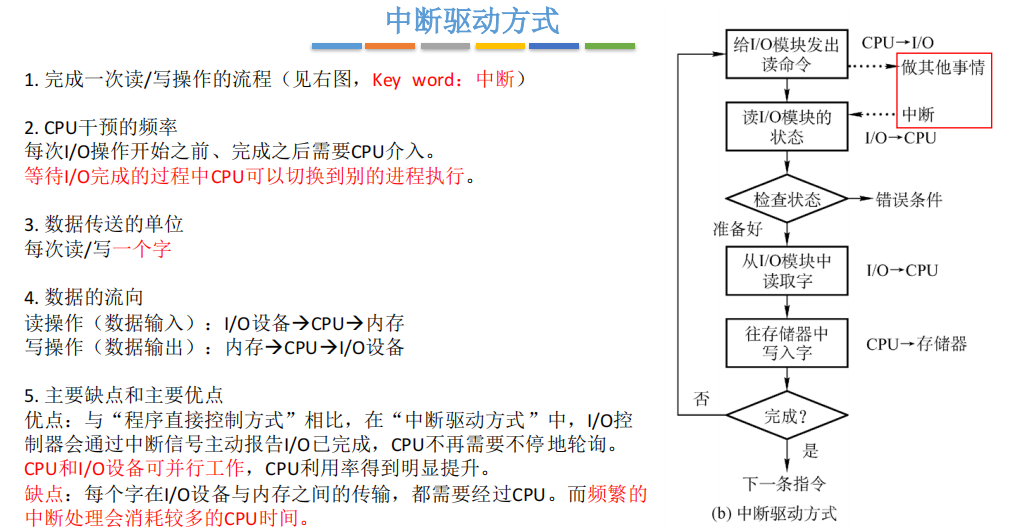 中断驱动方式
1. 完成一次读/写操作的流程（见右图，Key word：中断）
2. CPU干预的频率
每次I/O操作开始之前、完成之后需要CPU介入。
等待I/O完成的过程中CPU可以切换到别的进程执行。
3. 数据传送的单位
每次读/写一个字
4. 数据的流向
读操作（数据输入）：I/O设备→CPU→内存
写操作（数据输出）：内存→CPU→I/O设备
5. 主要缺点和主要优点
优点：与“程序直接控制方式”相比，在“中断驱动方式”中，I/O控
制器会通过中断信号主动报告I/O已完成，CPU不再需要不停地轮询。
CPU和I/O设备可并行工作，CPU利用率得到明显提升。
缺点：每个字在I/O设备与内存之间的传输，都需要经过CPU。而频繁的
中断处理会消耗较多的CPU时间。
给I/O模块发出
读命令
CPU→I/O
做其他事情
读I/O模块的
状态
中断
I/O→CPU
检查状态
错误条件
准备好
从I/O模块中
读取字
I/O→CPU
往存储器中
写入字
CPU→存储器
否
完成？
是
下一条指令
(b) 中断驱动方式